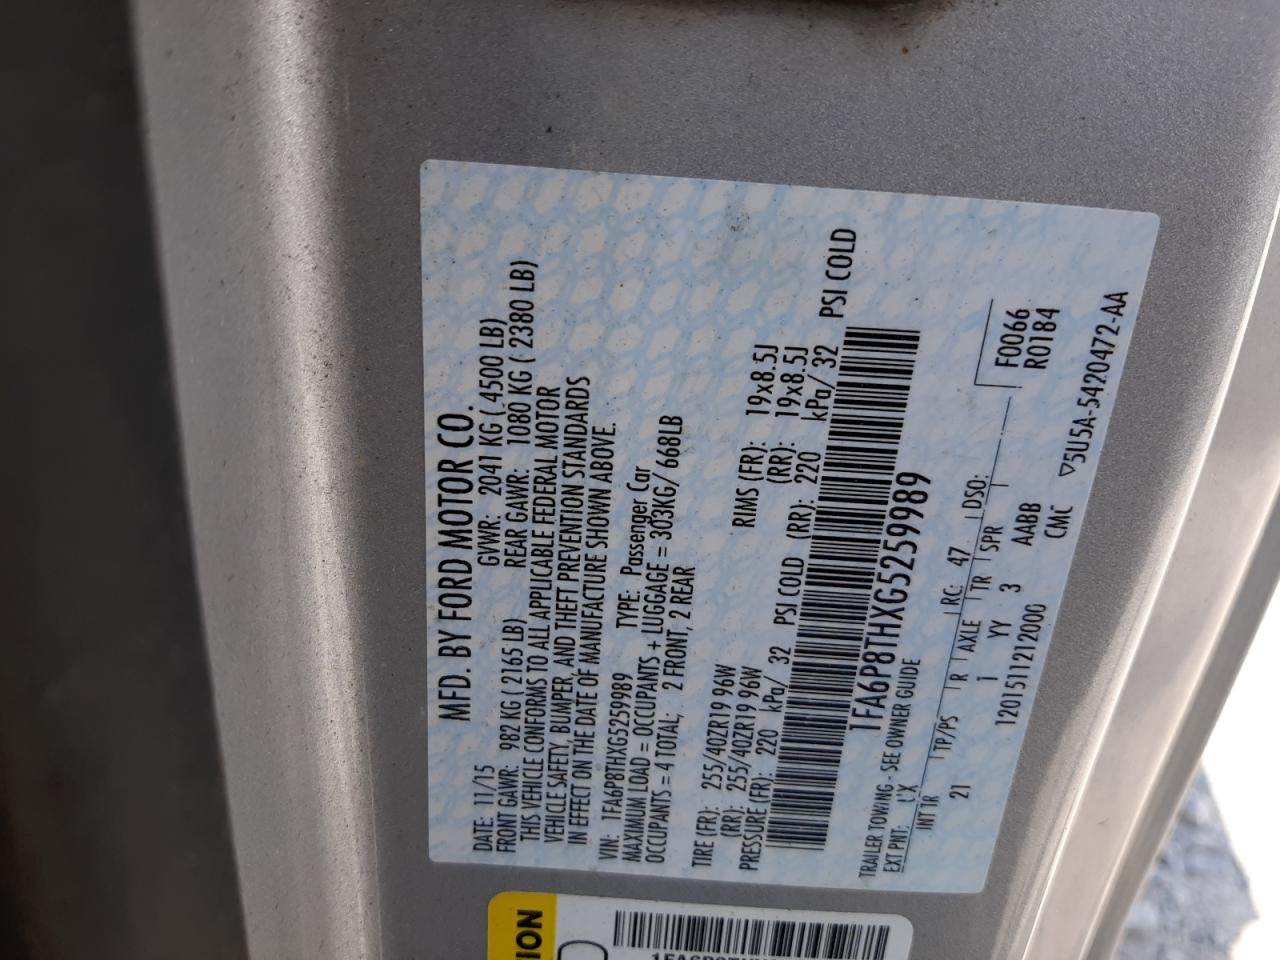 MFD. BY FORD MOTOR CO.
DATE: 11/15 GVWR: 2041 KG ( 4500 LB)
FRONT GAWR: 982 KG ( 2165 LB) REAR GAWR: 1080 KG ( 2380 LB)
THIS VEHICLE CONFORMS TO ALL APPLICABLE FEDERAL MOTOR
VEHICLE SAFETY, BUMPER, AND THEFT PREVENTION STANDARDS
IN EFFECT ON THE DATE OF MANUFACTURE SHOWN ABOVE.
VIN: 1FA6P8THXG5259989 TYPE: Passenger Car
MAXIMUM LOAD = OCCUPANTS + LUGGAGE = 303KG/ 668LB
OCCUPANTS = 4 TOTAL; 2 FRONT, 2 REAR
TIRE (FR): 255/40ZR19 96W RIMS (FR): 19x8.5J
(RR): 255/40ZR19 96W (RR): 19x8.5J
PRESSURE (FR): 220 kPa/ 32 PSI COLD (RR): 220 kPa/ 32 PSI COLD
1FA6P8THXG5259989
TRAILER TOWING - SEE OWNER GUIDE
EXT PNT: UX RC: 47 DSO:
INT TR TP/PS R AXLE TR SPR
21 1 YY 3 AABB
F0066
R0184
1201511212000 CMC ▽5U5A-5420472-AA
ION